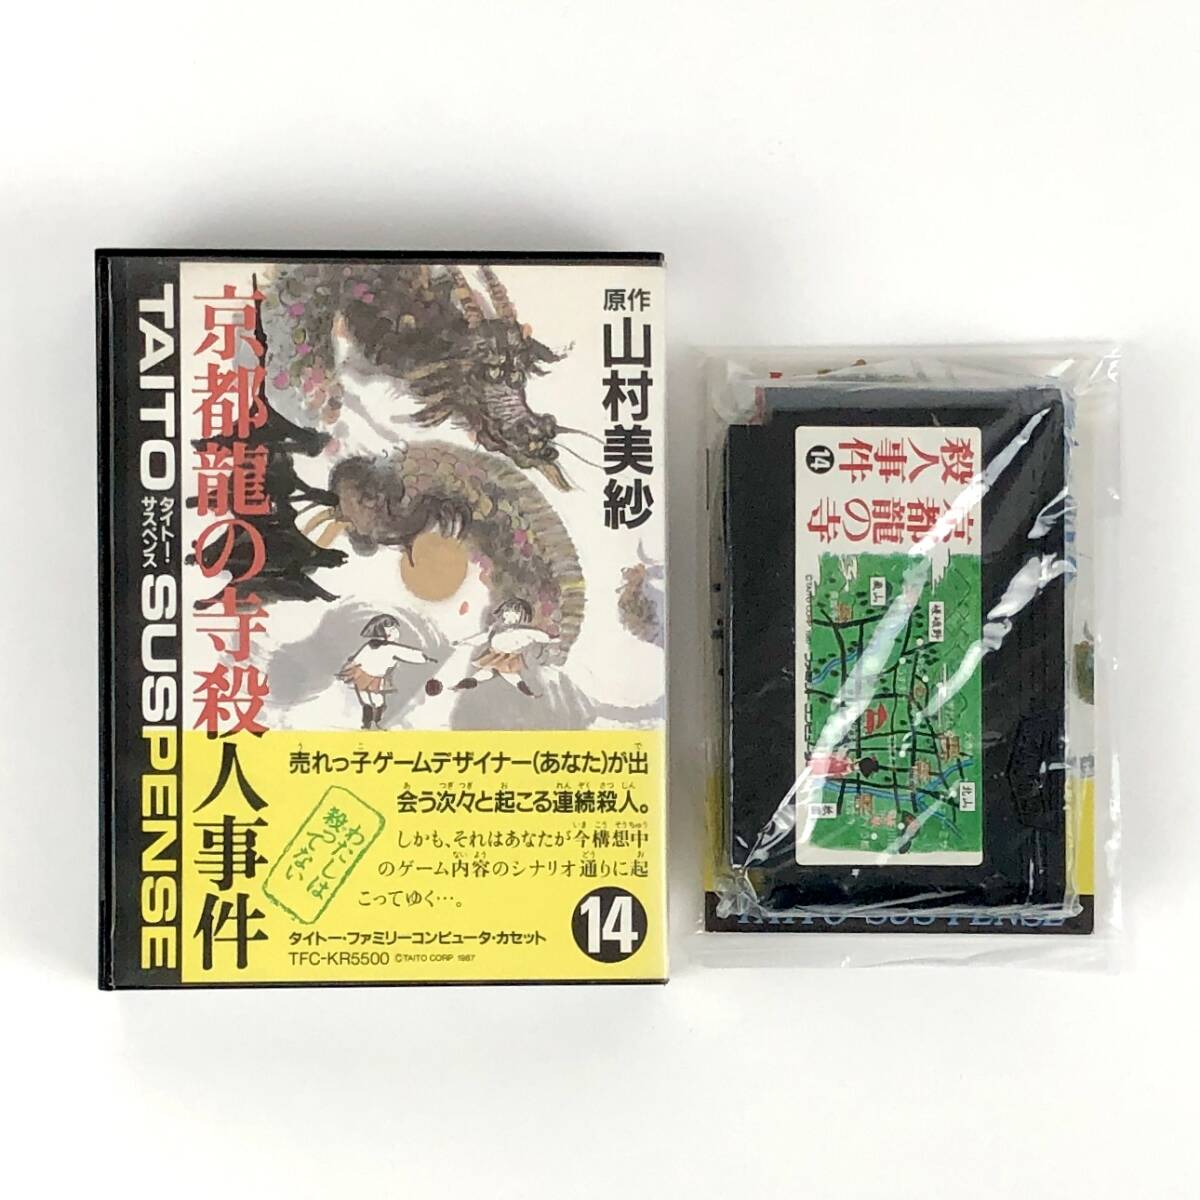 TAITO SUSPENSE
タイトー・
サスペンス
京都龍の寺殺人事件
原作 山村美紗
売れっ子ゲームデザイナー(あなた)が出
会う次々と起こる連続殺人。
しかも、それはあなたが今構想中
のゲーム内容のシナリオ通りに起
こってゆく…。
わたしは
殺ってない
タイトー・ファミリーコンピュータ・カセット
TFC-KR5500 ©TAITO CORP 1987
14
京都龍の寺
殺人事件
14
嵐山
嵯峨野
北山
TAITO SUSPENSE